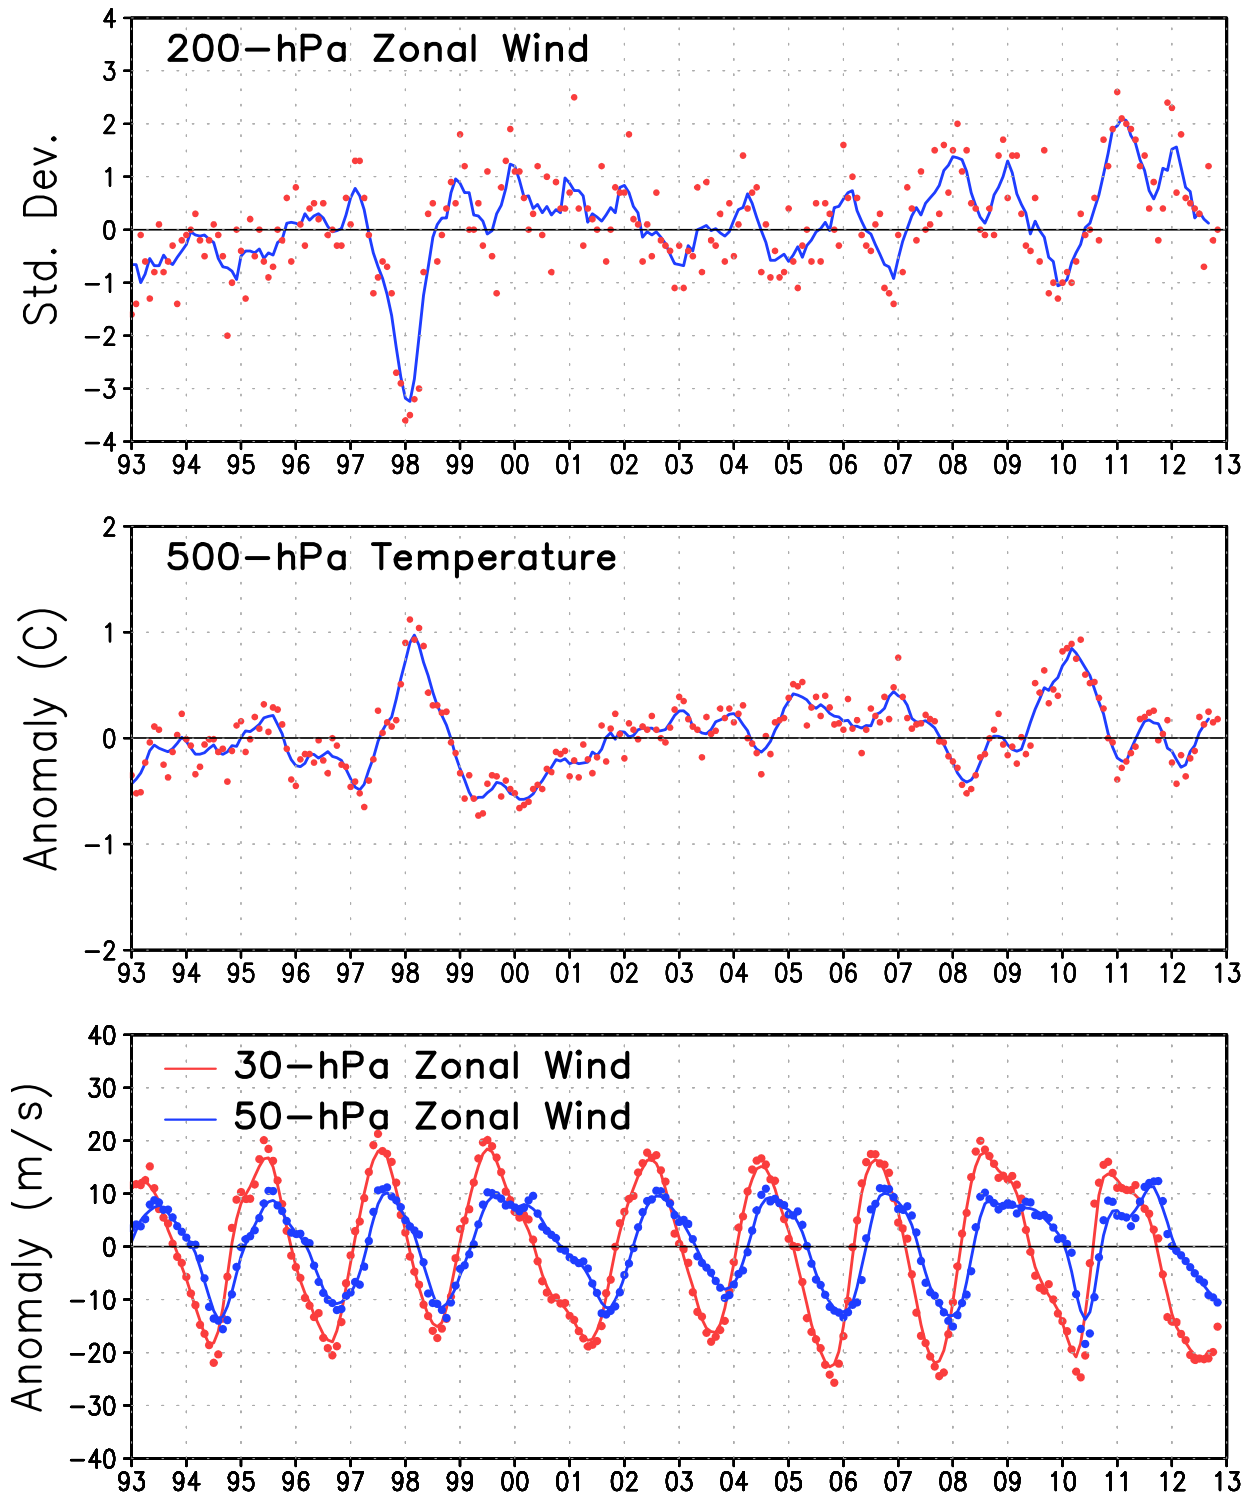 200-hPa Zonal Wind
Std. Dev.
4
3
2
1
0
-1
-2
-3
-4
93 94 95 96 97 98 99 00 01 02 03 04 05 06 07 08 09 10 11 12 13
500-hPa Temperature
Anomaly (C)
2
1
0
-1
-2
93 94 95 96 97 98 99 00 01 02 03 04 05 06 07 08 09 10 11 12 13
30-hPa Zonal Wind
50-hPa Zonal Wind
Anomaly (m/s)
40
30
20
10
0
-10
-20
-30
-40
93 94 95 96 97 98 99 00 01 02 03 04 05 06 07 08 09 10 11 12 13